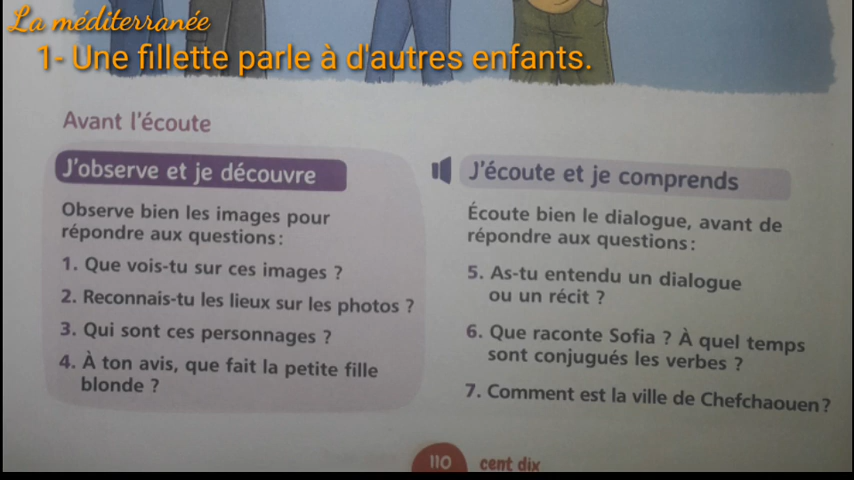 La méditerranée
1- Une fillette parle à d'autres enfants.
Avant l'écoute
J'observe et je découvre
Observe bien les images pour
répondre aux questions :
1. Que vois-tu sur ces images ?
2. Reconnais-tu les lieux sur les photos ?
3. Qui sont ces personnages ?
4. À ton avis, que fait la petite fille
blonde ?
J'écoute et je comprends
Écoute bien le dialogue, avant de
répondre aux questions :
5. As-tu entendu un dialogue
ou un récit ?
6. Que raconte Sofia ? À quel temps
sont conjugués les verbes ?
7. Comment est la ville de Chefchaouen ?
110 cent dix